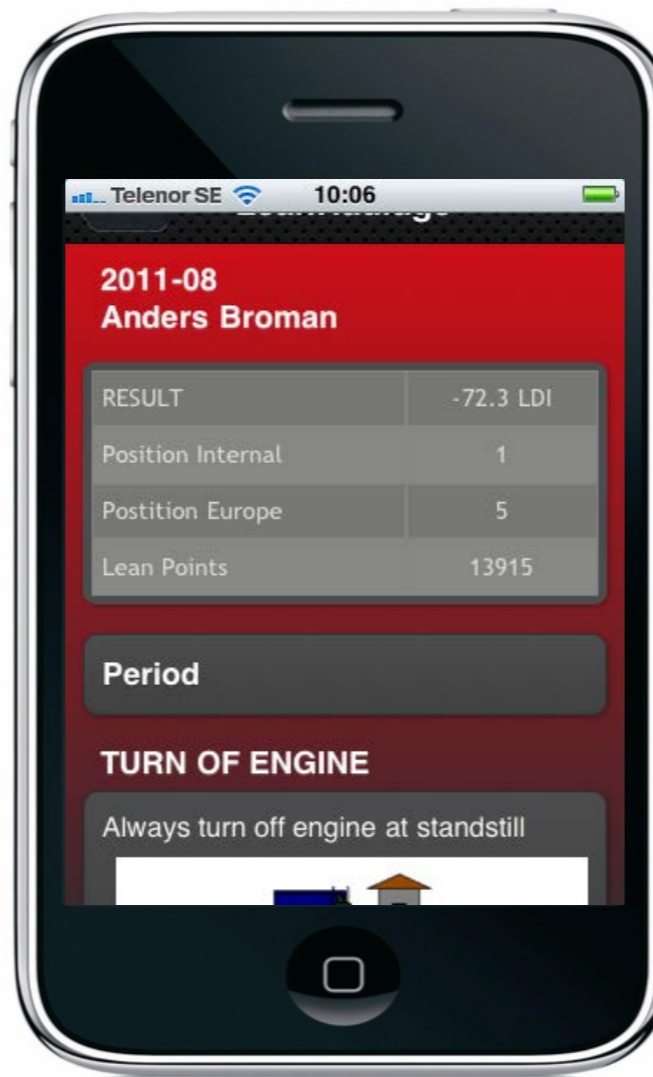 Telenor SE 10:06
2011-08
Anders Broman
RESULT -72.3 LDI
Position Internal 1
Postition Europe 5
Lean Points 13915
Period
TURN OF ENGINE
Always turn off engine at standstill